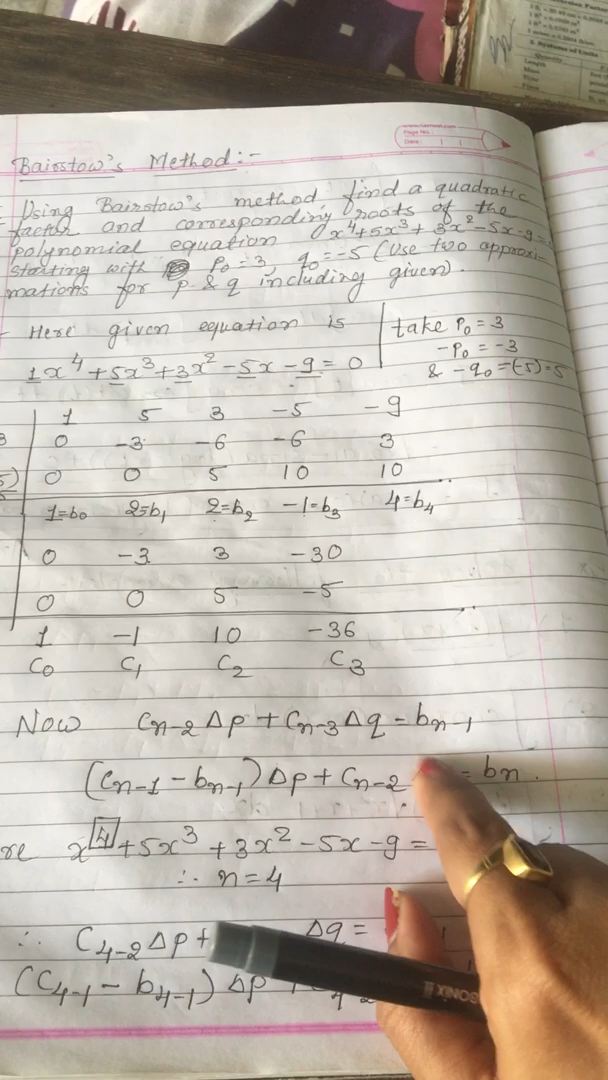 Page No.:
Date:
Bairstow's Method:-
Using Bairstow's method, find a quadratic
factor and corresponding roots of the
polynomial equation x⁴+5x³+3x²-5x-9=
starting with p₀=3 q₀=-5 (Use two approxi-
mations for p & q including given).
Here given equation is
1x⁴+5x³+3x²-5x-9=0
take p₀=3
-p₀=-3
& -q₀=-(-5)=5
1 5 3 -5 -9
0 -3 -6 -6 3
0 0 5 10 10
1=b₀ 2=b₁ 2=b₂ -1=b₃ 4=b₄
0 -3 3 -30
0 0 5 -5
1 -1 10 -36
C₀ C₁ C₂ C₃
Now Cn-2 Δp + Cn-3 Δq = bn-1
(Cn-1 - bn-1) Δp + Cn-2 = bn.
x⁴+5x³+3x²-5x-9=
∴ n=4
∴ C4-2 Δp + Δq =
(C4-1 - b4-1) Δp +